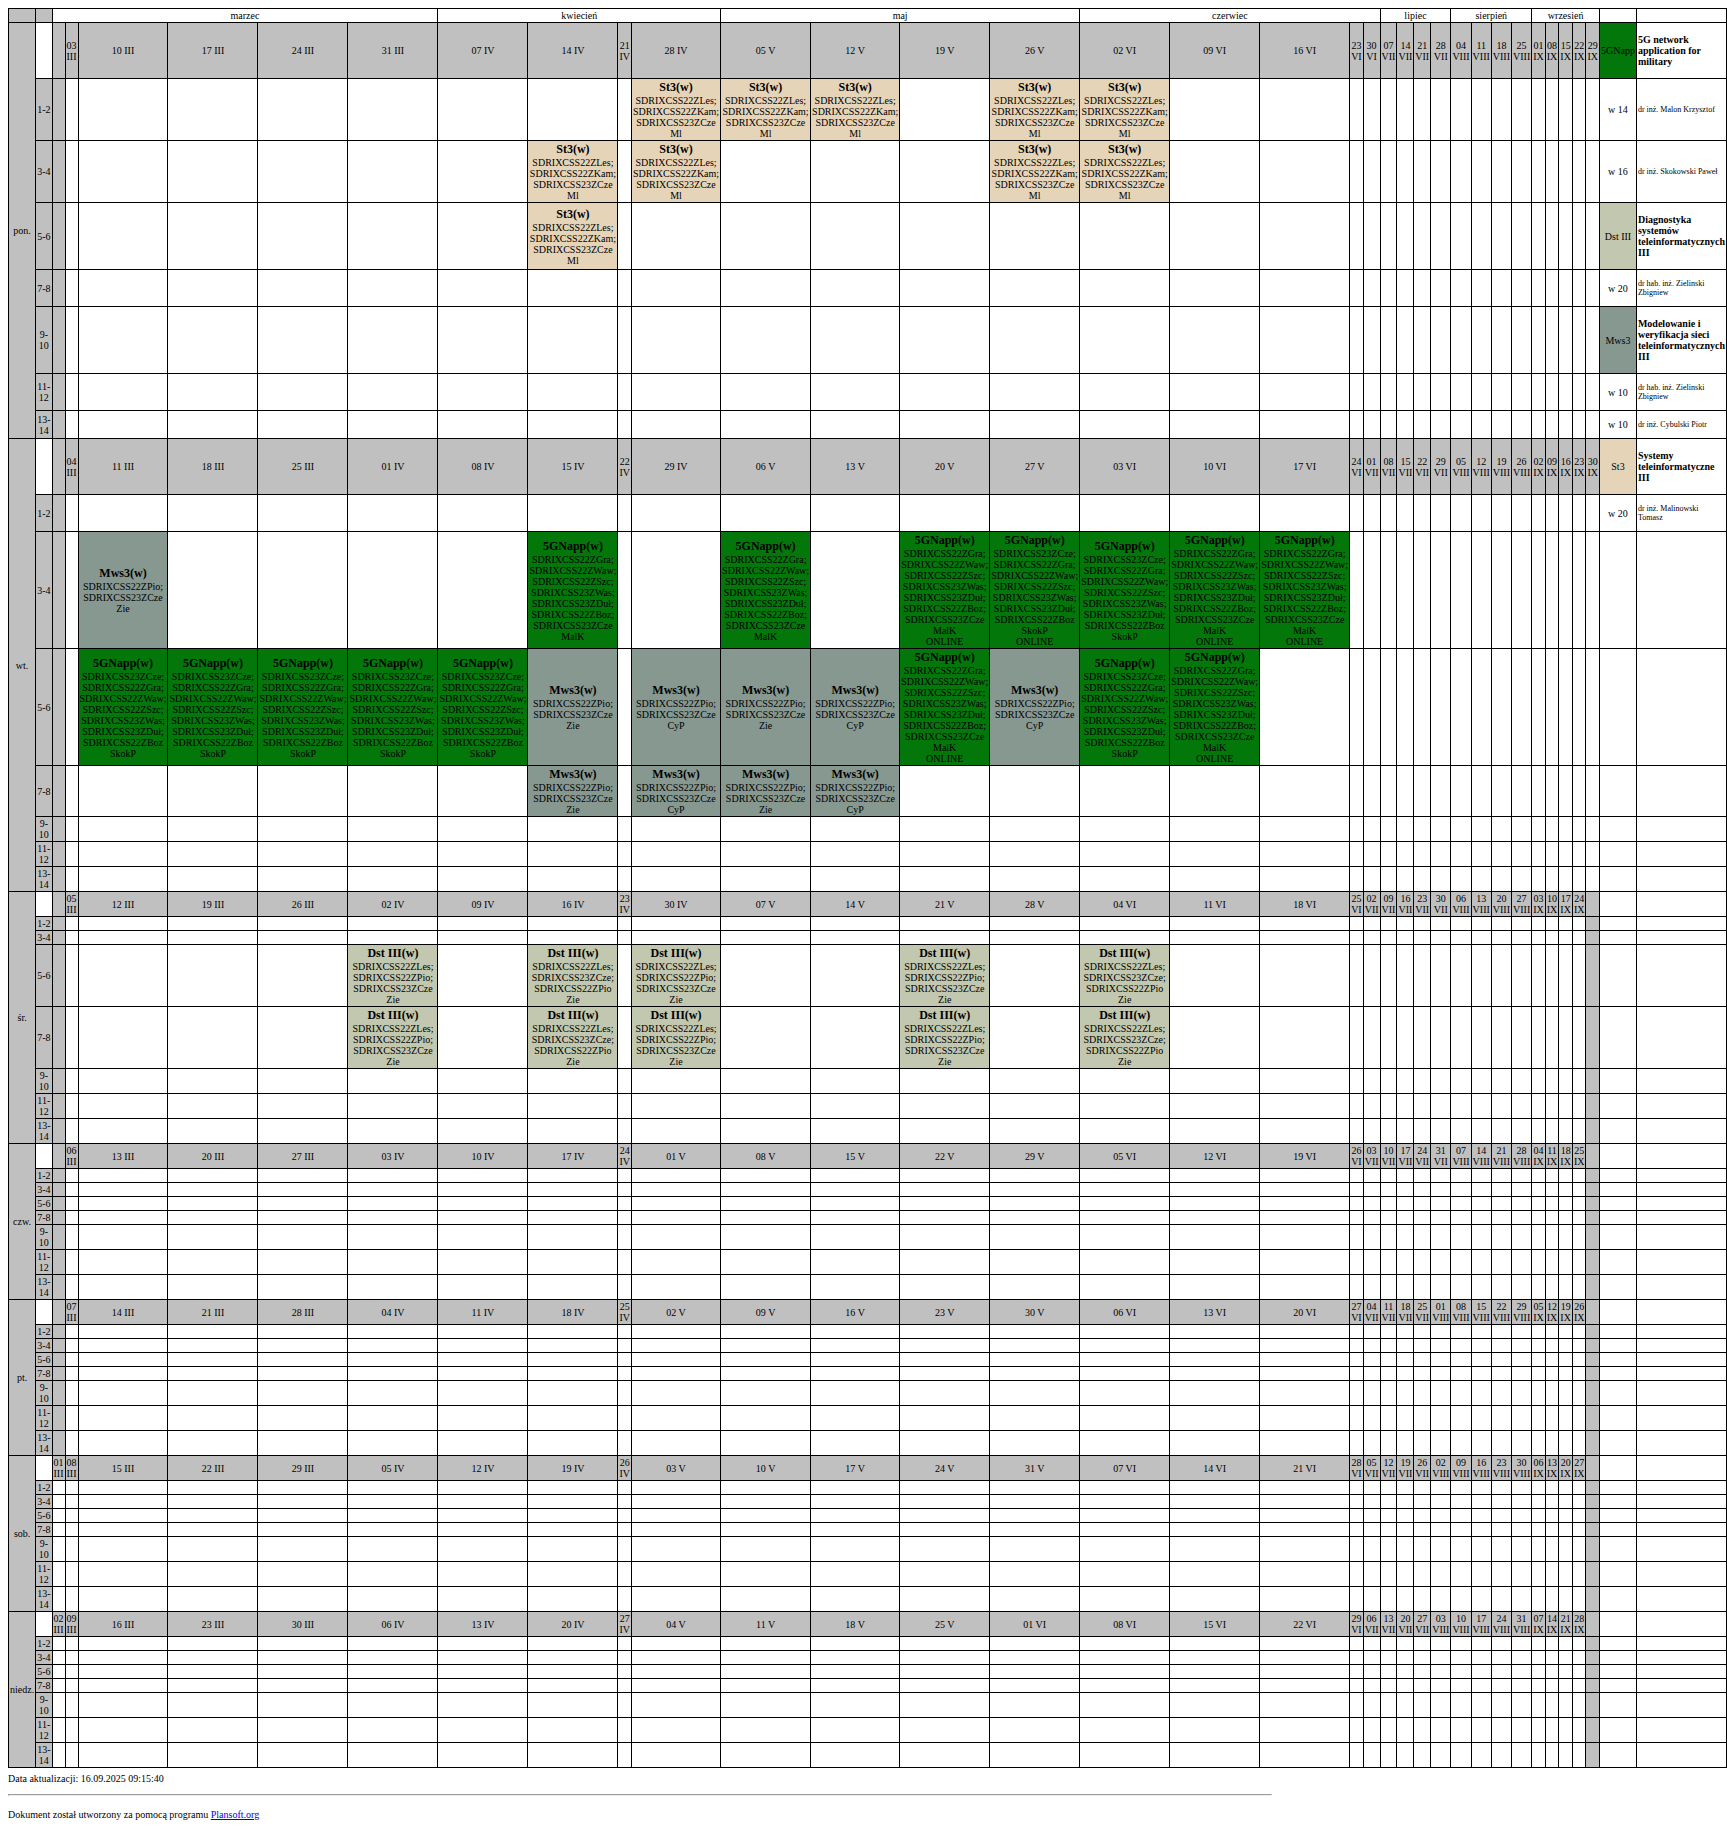 marzec kwiecień maj czerwiec lipiec sierpień wrzesień
pon. 03 III 10 III 17 III 24 III 31 III 07 IV 14 IV 21 IV 28 IV 05 V 12 V 19 V 26 V 02 VI 09 VI 16 VI 23 VI 30 VI 07 VII 14 VII 21 VII 28 VII 04 VIII 11 VIII 18 VIII 25 VIII 01 IX 08 IX 15 IX 22 IX 29 IX 5GNapp 5G network application for military
1-2 St3(w) St3(w) St3(w) St3(w) St3(w) w 14 dr inż. Malon Krzysztof
SDRIXCSS22ZLes; SDRIXCSS22ZLes; SDRIXCSS22ZLes; SDRIXCSS22ZLes; SDRIXCSS22ZLes;
SDRIXCSS22ZKam; SDRIXCSS22ZKam; SDRIXCSS22ZKam; SDRIXCSS22ZKam; SDRIXCSS22ZKam;
SDRIXCSS23ZCze SDRIXCSS23ZCze SDRIXCSS23ZCze SDRIXCSS23ZCze SDRIXCSS23ZCze
Ml Ml Ml Ml Ml
3-4 St3(w) St3(w) St3(w) St3(w) w 16 dr inż. Skokowski Paweł
SDRIXCSS22ZLes; SDRIXCSS22ZLes; SDRIXCSS22ZLes; SDRIXCSS22ZLes;
SDRIXCSS22ZKam; SDRIXCSS22ZKam; SDRIXCSS22ZKam; SDRIXCSS22ZKam;
SDRIXCSS23ZCze SDRIXCSS23ZCze SDRIXCSS23ZCze SDRIXCSS23ZCze
Ml Ml Ml Ml
5-6 St3(w) Dst III Diagnostyka systemów teleinformatycznych III
SDRIXCSS22ZLes;
SDRIXCSS22ZKam;
SDRIXCSS23ZCze
Ml
7-8 w 20 dr hab. inż. Zielinski Zbigniew
9-10 Mws3 Modelowanie i weryfikacja sieci teleinformatycznych III
11-12 w 10 dr hab. inż. Zielinski Zbigniew
13-14 w 10 dr inż. Cybulski Piotr
wt. 04 III 11 III 18 III 25 III 01 IV 08 IV 15 IV 22 IV 29 IV 06 V 13 V 20 V 27 V 03 VI 10 VI 17 VI 24 VI 01 VII 08 VII 15 VII 22 VII 29 VII 05 VIII 12 VIII 19 VIII 26 VIII 02 IX 09 IX 16 IX 23 IX 30 IX St3 Systemy teleinformatyczne III
1-2 w 20 dr inż. Malinowski Tomasz
3-4 Mws3(w) 5GNapp(w) 5GNapp(w) 5GNapp(w) 5GNapp(w) 5GNapp(w) 5GNapp(w) 5GNapp(w)
SDRIXCSS22ZPio; SDRIXCSS22ZGra; SDRIXCSS22ZGra; SDRIXCSS22ZGra; SDRIXCSS23ZCze; SDRIXCSS23ZCze; SDRIXCSS22ZGra; SDRIXCSS22ZGra;
SDRIXCSS23ZCze SDRIXCSS22ZWaw; SDRIXCSS22ZWaw; SDRIXCSS22ZWaw; SDRIXCSS22ZGra; SDRIXCSS22ZGra; SDRIXCSS22ZWaw; SDRIXCSS22ZWaw;
Zie SDRIXCSS22ZSzc; SDRIXCSS22ZSzc; SDRIXCSS22ZSzc; SDRIXCSS22ZWaw; SDRIXCSS22ZWaw; SDRIXCSS22ZSzc; SDRIXCSS22ZSzc;
SDRIXCSS23ZWas; SDRIXCSS23ZWas; SDRIXCSS23ZWas; SDRIXCSS22ZSzc; SDRIXCSS22ZSzc; SDRIXCSS23ZWas; SDRIXCSS23ZWas;
SDRIXCSS23ZDuł; SDRIXCSS23ZDuł; SDRIXCSS23ZDuł; SDRIXCSS23ZWas; SDRIXCSS23ZWas; SDRIXCSS23ZDuł; SDRIXCSS23ZDuł;
SDRIXCSS22ZBoz; SDRIXCSS22ZBoz; SDRIXCSS22ZBoz; SDRIXCSS23ZDuł; SDRIXCSS23ZDuł; SDRIXCSS22ZBoz; SDRIXCSS22ZBoz;
SDRIXCSS23ZCze SDRIXCSS23ZCze SDRIXCSS23ZCze SDRIXCSS22ZBoz SDRIXCSS22ZBoz SDRIXCSS23ZCze SDRIXCSS23ZCze
MalK MalK MalK SkokP SkokP MalK MalK
ONLINE ONLINE ONLINE ONLINE
5-6 5GNapp(w) 5GNapp(w) 5GNapp(w) 5GNapp(w) 5GNapp(w) Mws3(w) Mws3(w) Mws3(w) Mws3(w) 5GNapp(w) Mws3(w) 5GNapp(w) 5GNapp(w)
SDRIXCSS23ZCze; SDRIXCSS23ZCze; SDRIXCSS23ZCze; SDRIXCSS23ZCze; SDRIXCSS23ZCze; SDRIXCSS22ZPio; SDRIXCSS22ZPio; SDRIXCSS22ZPio; SDRIXCSS22ZPio; SDRIXCSS22ZGra; SDRIXCSS22ZPio; SDRIXCSS23ZCze; SDRIXCSS22ZGra;
SDRIXCSS22ZGra; SDRIXCSS22ZGra; SDRIXCSS22ZGra; SDRIXCSS22ZGra; SDRIXCSS22ZGra; SDRIXCSS23ZCze SDRIXCSS23ZCze SDRIXCSS23ZCze SDRIXCSS23ZCze SDRIXCSS22ZWaw; SDRIXCSS23ZCze SDRIXCSS22ZGra; SDRIXCSS22ZWaw;
SDRIXCSS22ZWaw; SDRIXCSS22ZWaw; SDRIXCSS22ZWaw; SDRIXCSS22ZWaw; SDRIXCSS22ZWaw; Zie CyP Zie CyP SDRIXCSS22ZSzc; CyP SDRIXCSS22ZWaw; SDRIXCSS22ZSzc;
SDRIXCSS22ZSzc; SDRIXCSS22ZSzc; SDRIXCSS22ZSzc; SDRIXCSS22ZSzc; SDRIXCSS22ZSzc; SDRIXCSS23ZWas; SDRIXCSS22ZSzc; SDRIXCSS23ZWas;
SDRIXCSS23ZWas; SDRIXCSS23ZWas; SDRIXCSS23ZWas; SDRIXCSS23ZWas; SDRIXCSS23ZWas; SDRIXCSS23ZDuł; SDRIXCSS23ZWas; SDRIXCSS23ZDuł;
SDRIXCSS23ZDuł; SDRIXCSS23ZDuł; SDRIXCSS23ZDuł; SDRIXCSS23ZDuł; SDRIXCSS23ZDuł; SDRIXCSS22ZBoz; SDRIXCSS23ZDuł; SDRIXCSS22ZBoz;
SDRIXCSS22ZBoz SDRIXCSS22ZBoz SDRIXCSS22ZBoz SDRIXCSS22ZBoz SDRIXCSS22ZBoz SDRIXCSS23ZCze SDRIXCSS22ZBoz SDRIXCSS23ZCze
SkokP SkokP SkokP SkokP SkokP MalK SkokP MalK
ONLINE ONLINE
7-8 Mws3(w) Mws3(w) Mws3(w) Mws3(w)
SDRIXCSS22ZPio; SDRIXCSS22ZPio; SDRIXCSS22ZPio; SDRIXCSS22ZPio;
SDRIXCSS23ZCze SDRIXCSS23ZCze SDRIXCSS23ZCze SDRIXCSS23ZCze
Zie CyP Zie CyP
9-10
11-12
13-14
śr. 05 III 12 III 19 III 26 III 02 IV 09 IV 16 IV 23 IV 30 IV 07 V 14 V 21 V 28 V 04 VI 11 VI 18 VI 25 VI 02 VII 09 VII 16 VII 23 VII 30 VII 06 VIII 13 VIII 20 VIII 27 VIII 03 IX 10 IX 17 IX 24 IX
1-2
3-4
5-6 Dst III(w) Dst III(w) Dst III(w) Dst III(w) Dst III(w)
SDRIXCSS22ZLes; SDRIXCSS22ZLes; SDRIXCSS22ZLes; SDRIXCSS22ZLes; SDRIXCSS22ZLes;
SDRIXCSS22ZPio; SDRIXCSS23ZCze; SDRIXCSS22ZPio; SDRIXCSS22ZPio; SDRIXCSS23ZCze;
SDRIXCSS23ZCze SDRIXCSS22ZPio SDRIXCSS23ZCze SDRIXCSS23ZCze SDRIXCSS22ZPio
Zie Zie Zie Zie Zie
7-8 Dst III(w) Dst III(w) Dst III(w) Dst III(w) Dst III(w)
SDRIXCSS22ZLes; SDRIXCSS22ZLes; SDRIXCSS22ZLes; SDRIXCSS22ZLes; SDRIXCSS22ZLes;
SDRIXCSS22ZPio; SDRIXCSS23ZCze; SDRIXCSS22ZPio; SDRIXCSS22ZPio; SDRIXCSS23ZCze;
SDRIXCSS23ZCze SDRIXCSS22ZPio SDRIXCSS23ZCze SDRIXCSS23ZCze SDRIXCSS22ZPio
Zie Zie Zie Zie Zie
9-10
11-12
13-14
czw. 06 III 13 III 20 III 27 III 03 IV 10 IV 17 IV 24 IV 01 V 08 V 15 V 22 V 29 V 05 VI 12 VI 19 VI 26 VI 03 VII 10 VII 17 VII 24 VII 31 VII 07 VIII 14 VIII 21 VIII 28 VIII 04 IX 11 IX 18 IX 25 IX
1-2
3-4
5-6
7-8
9-10
11-12
13-14
pt. 07 III 14 III 21 III 28 III 04 IV 11 IV 18 IV 25 IV 02 V 09 V 16 V 23 V 30 V 06 VI 13 VI 20 VI 27 VI 04 VII 11 VII 18 VII 25 VII 01 VIII 08 VIII 15 VIII 22 VIII 29 VIII 05 IX 12 IX 19 IX 26 IX
1-2
3-4
5-6
7-8
9-10
11-12
13-14
sob. 01 III 08 III 15 III 22 III 29 III 05 IV 12 IV 19 IV 26 IV 03 V 10 V 17 V 24 V 31 V 07 VI 14 VI 21 VI 28 VI 05 VII 12 VII 19 VII 26 VII 02 VIII 09 VIII 16 VIII 23 VIII 30 VIII 06 IX 13 IX 20 IX 27 IX
1-2
3-4
5-6
7-8
9-10
11-12
13-14
niedz 02 III 09 III 16 III 23 III 30 III 06 IV 13 IV 20 IV 27 IV 04 V 11 V 18 V 25 V 01 VI 08 VI 15 VI 22 VI 29 VI 06 VII 13 VII 20 VII 27 VII 03 VIII 10 VIII 17 VIII 24 VIII 31 VIII 07 IX 14 IX 21 IX 28 IX
1-2
3-4
5-6
7-8
9-10
11-12
13-14
Data aktualizacji: 16.09.2025 09:15:40
Dokument został utworzony za pomocą programu Plansoft.org